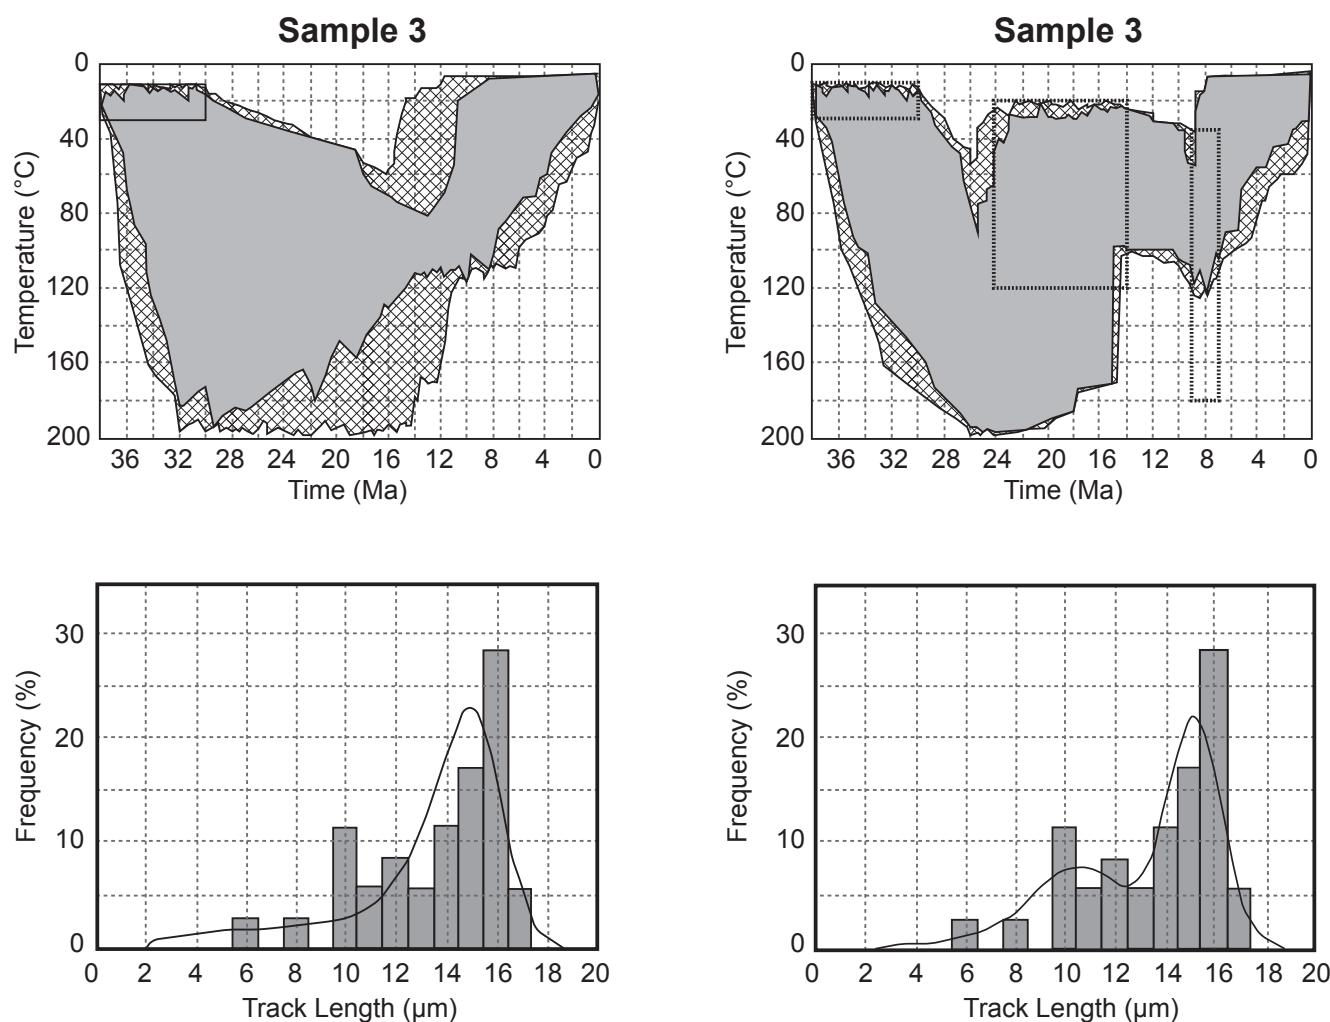 Sample 3
0
40
80
120
160
200
Temperature (°C)
36 32 28 24 20 16 12 8 4 0
Time (Ma)
Sample 3
0
40
80
120
160
200
Temperature (°C)
36 32 28 24 20 16 12 8 4 0
Time (Ma)
30
20
10
0
Frequency (%)
0 2 4 6 8 10 12 14 16 18 20
Track Length (µm)
30
20
10
0
Frequency (%)
0 2 4 6 8 10 12 14 16 18 20
Track Length (µm)